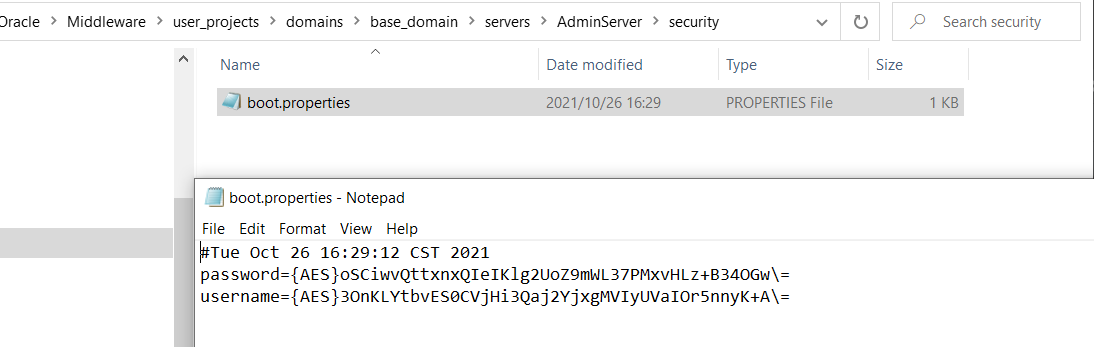 Oracle > Middleware > user_projects > domains > base_domain > servers > AdminServer > security
Search security
Name Date modified Type Size
boot.properties 2021/10/26 16:29 PROPERTIES File 1 KB
boot.properties - Notepad
File Edit Format View Help
#Tue Oct 26 16:29:12 CST 2021
password={AES}oSCiwvQttxnxQIeIKlg2UoZ9mWL37PMxvHLz+B34OGw\=
username={AES}3OnKLYtbvES0CVjHi3Qaj2YjxgMVIyUVaIOr5nnyK+A\=